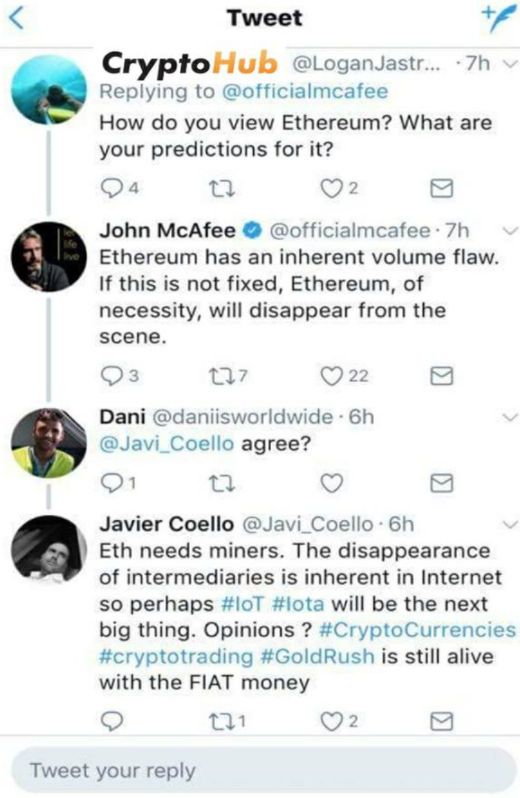 Tweet
CryptoHub @LoganJastr... · 7h
Replying to @officialmcafee
How do you view Ethereum? What are
your predictions for it?
4 2
let
life
live
John McAfee @officialmcafee · 7h
Ethereum has an inherent volume flaw.
If this is not fixed, Ethereum, of
necessity, will disappear from the
scene.
3 7 22
Dani @daniisworldwide · 6h
@Javi_Coello agree?
1
Javier Coello @Javi_Coello · 6h
Eth needs miners. The disappearance
of intermediaries is inherent in Internet
so perhaps #IoT #Iota will be the next
big thing. Opinions ? #CryptoCurrencies
#cryptotrading #GoldRush is still alive
with the FIAT money
1 2
Tweet your reply